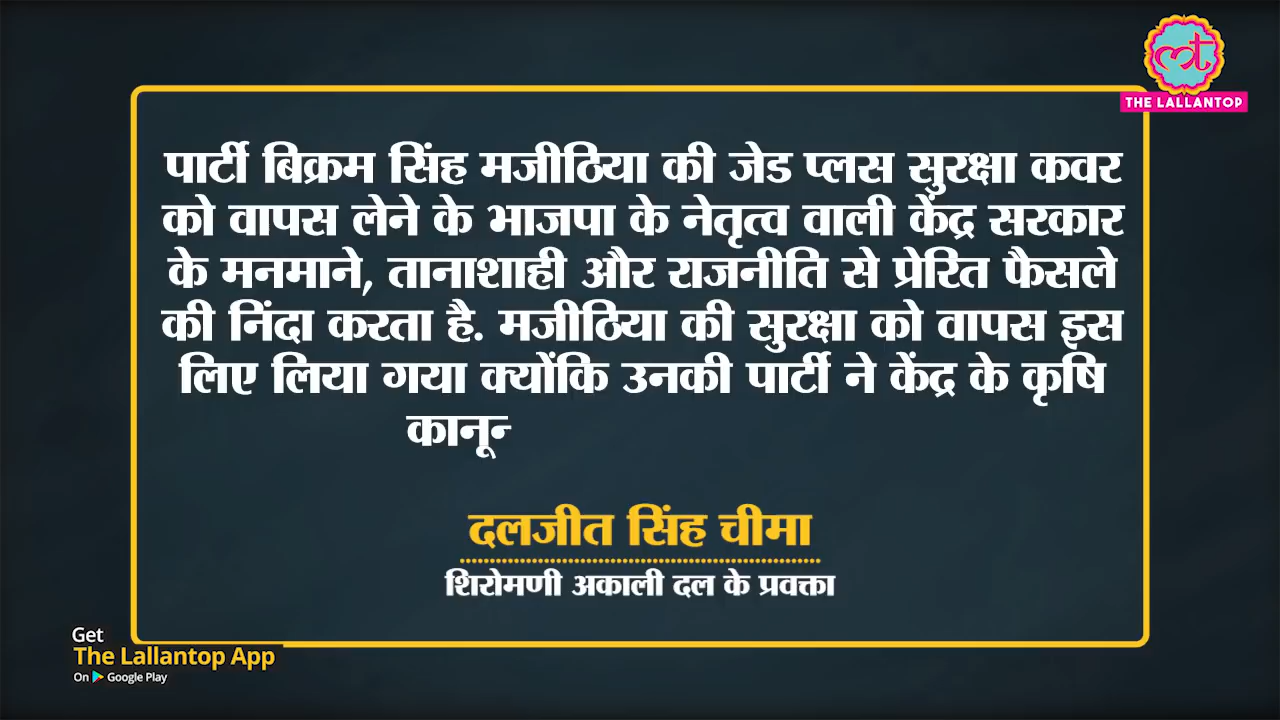 THE LALLANTOP
पार्टी बिक्रम सिंह मजीठिया की जेड प्लस सुरक्षा कवर
को वापस लेने के भाजपा के नेतृत्व वाली केंद्र सरकार
के मनमाने, तानाशाही और राजनीति से प्रेरित फैसले
की निंदा करता है. मजीठिया की सुरक्षा को वापस इस
लिए लिया गया क्योंकि उनकी पार्टी ने केंद्र के कृषि
कानून्
दलजीत सिंह चीमा
शिरोमणी अकाली दल के प्रवक्ता
Get
The Lallantop App
On Google Play